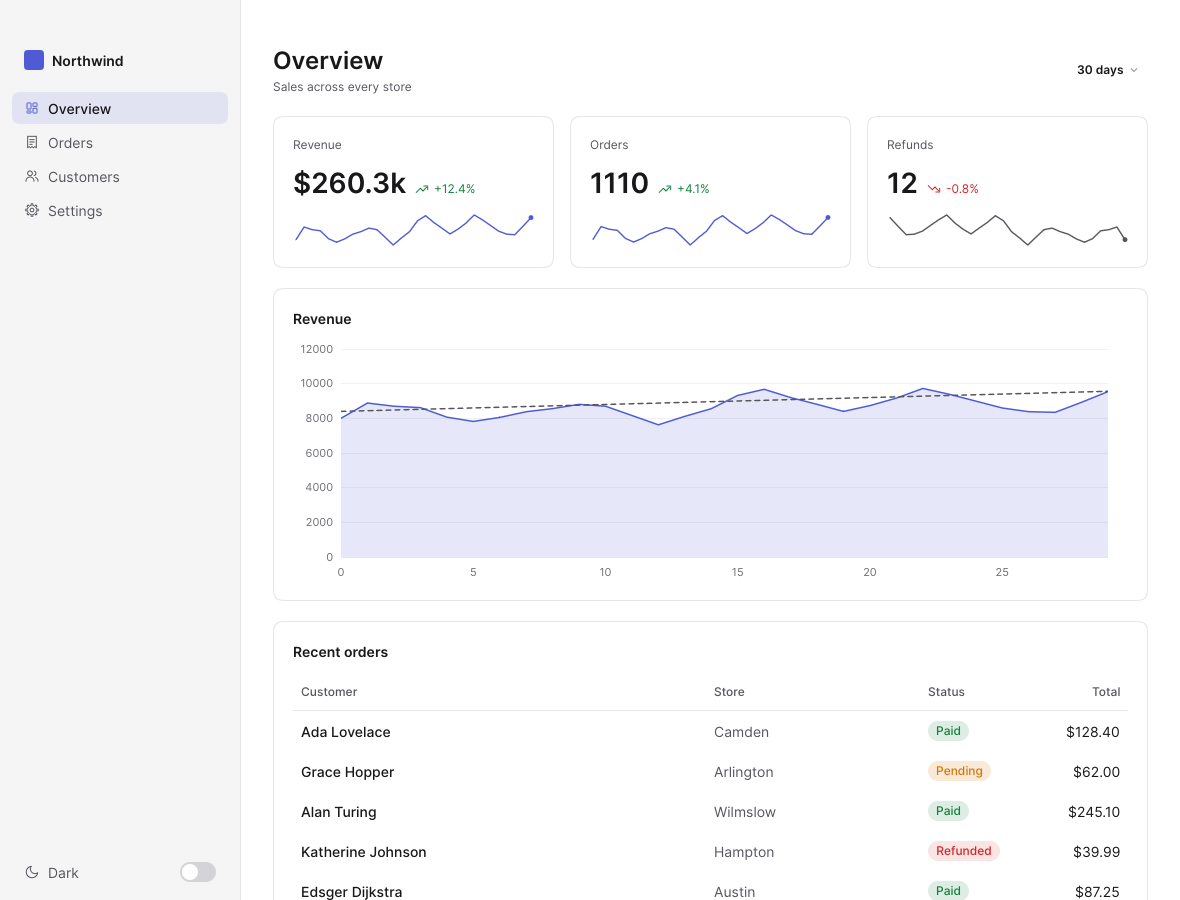 Northwind
Overview
Orders
Customers
Settings
Dark
Overview
Sales across every store
30 days
Revenue
$260.3k +12.4%
Orders
1110 +4.1%
Refunds
12 -0.8%
Revenue
12000
10000
8000
6000
4000
2000
0
0 5 10 15 20 25
Recent orders
Customer Store Status Total
Ada Lovelace Camden Paid $128.40
Grace Hopper Arlington Pending $62.00
Alan Turing Wilmslow Paid $245.10
Katherine Johnson Hampton Refunded $39.99
Edsger Dijkstra Austin Paid $87.25